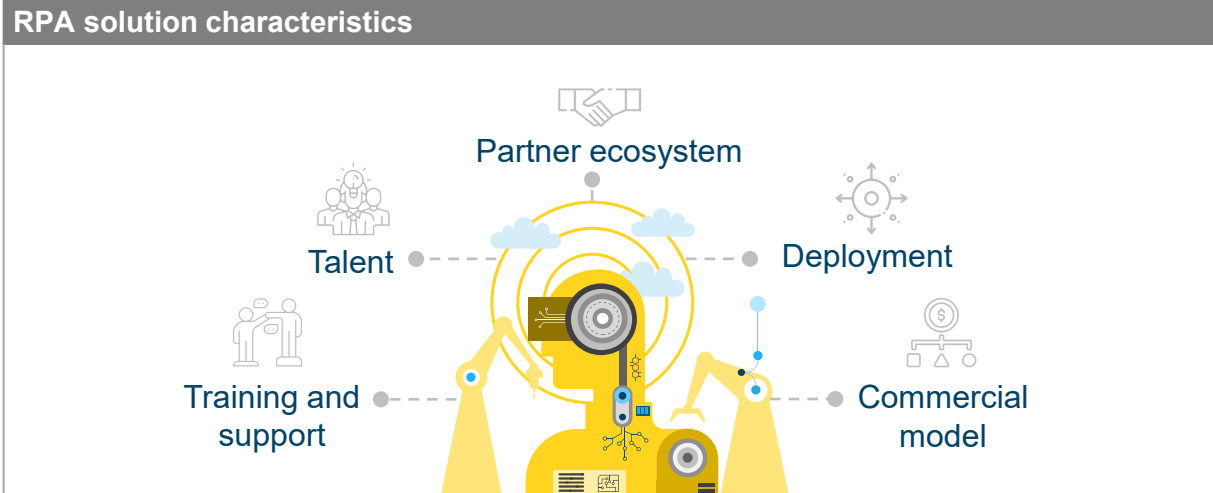 RPA solution characteristics
Partner ecosystem
Talent
Deployment
Training and
support
Commercial
model
$